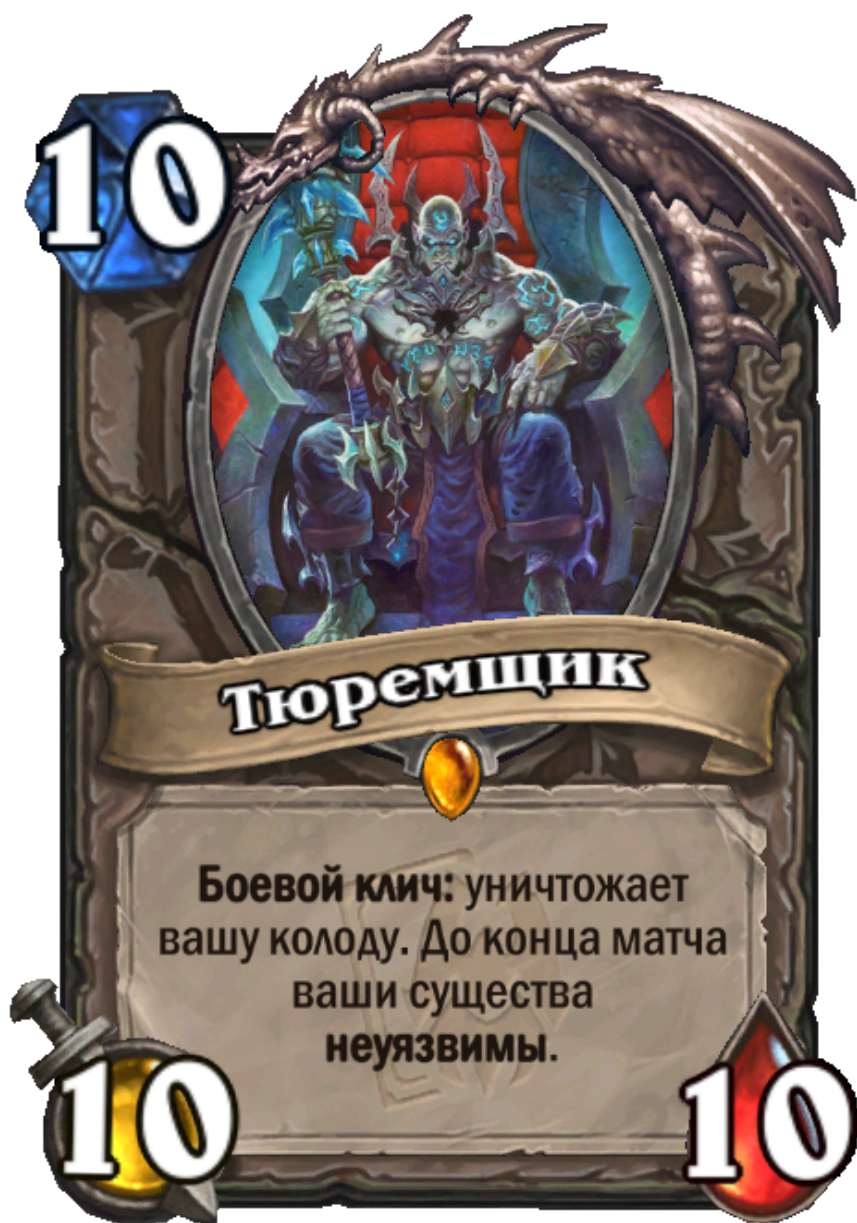 10
Тюремщик
Боевой клич: уничтожает
вашу колоду. До конца матча
ваши существа
неуязвимы.
10
10